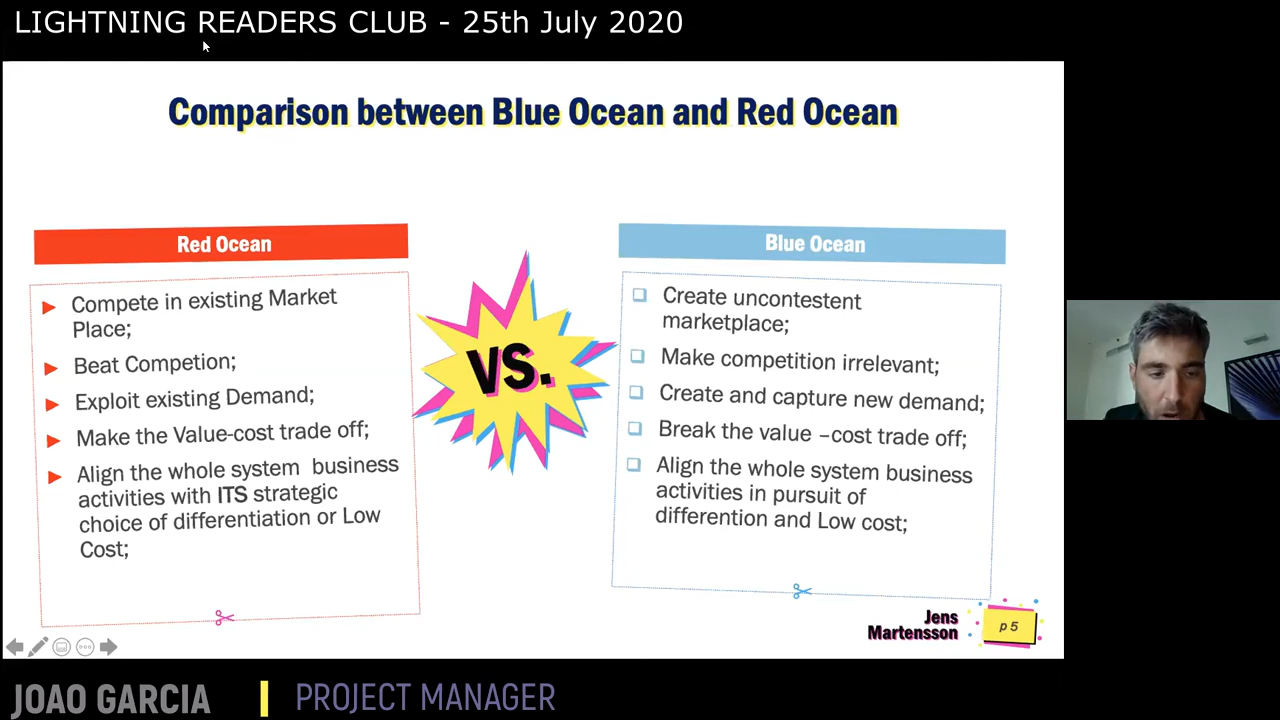 LIGHTNING READERS CLUB - 25th July 2020
Comparison between Blue Ocean and Red Ocean
Red Ocean
Compete in existing Market
Place;
Beat Competion;
Exploit existing Demand;
Make the Value-cost trade off;
Align the whole system business
activities with ITS strategic
choice of differentiation or Low
Cost;
VS.
Blue Ocean
Create uncontestent
marketplace;
Make competition irrelevant;
Create and capture new demand;
Break the value –cost trade off;
Align the whole system business
activities in pursuit of
differention and Low cost;
Jens
Martensson
p 5
JOAO GARCIA
PROJECT MANAGER